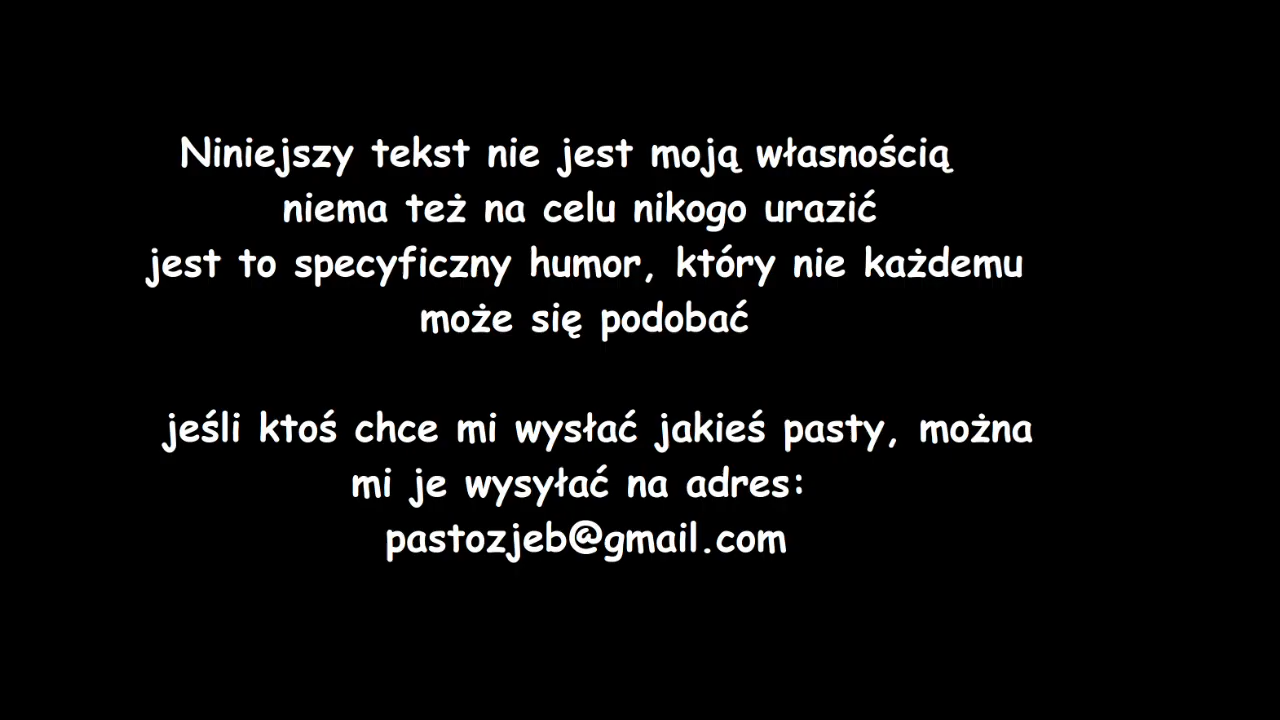 Niniejszy tekst nie jest moją własnością
niema też na celu nikogo urazić
jest to specyficzny humor, który nie każdemu
może się podobać
jeśli ktoś chce mi wysłać jakieś pasty, można
mi je wysyłać na adres:
pastozjeb@gmail.com